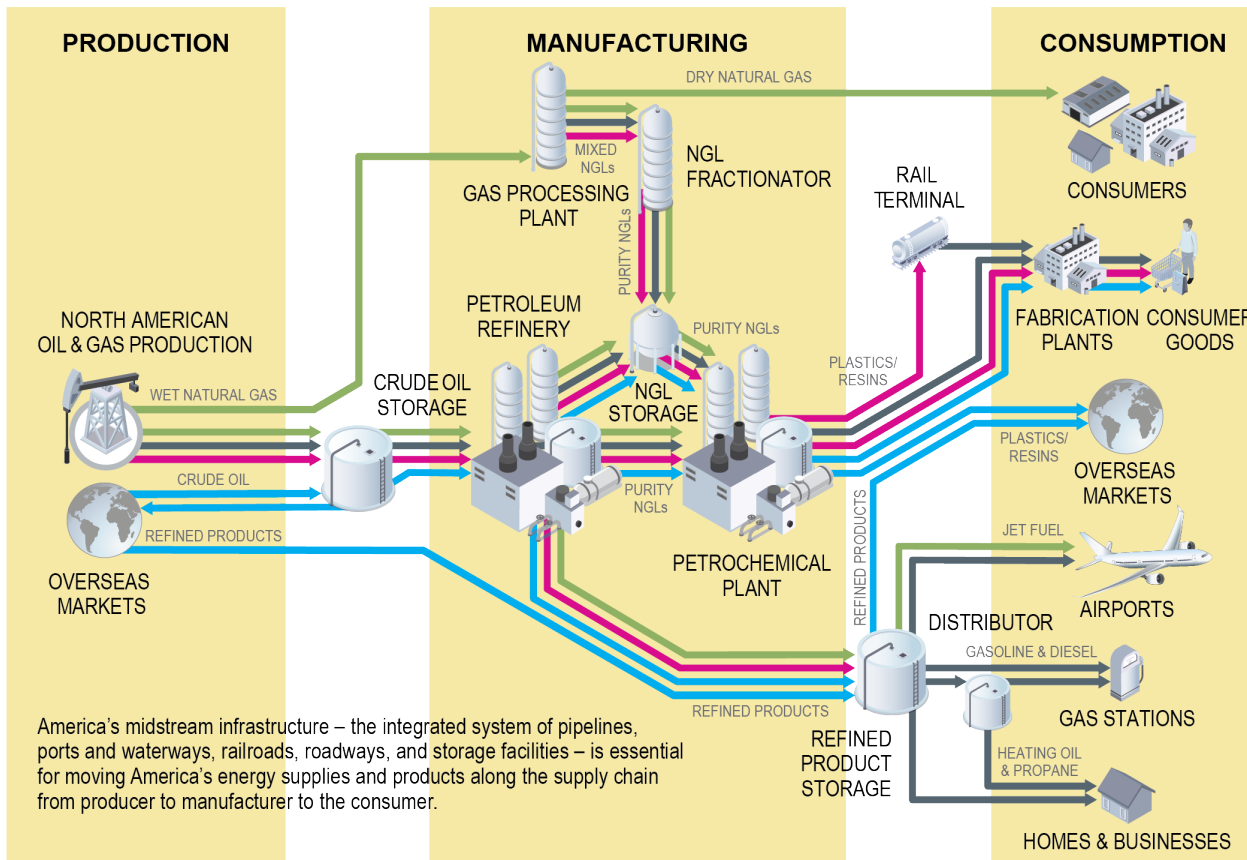 PRODUCTION
MANUFACTURING
CONSUMPTION
DRY NATURAL GAS
MIXED
NGLs
NGL
FRACTIONATOR
GAS PROCESSING
PLANT
CONSUMERS
RAIL
TERMINAL
PURITY NGLs
PETROLEUM
REFINERY
PURITY NGLs
NORTH AMERICAN
OIL & GAS PRODUCTION
FABRICATION
PLANTS
CONSUMER
GOODS
PLASTICS/
RESINS
CRUDE OIL
STORAGE
NGL
STORAGE
WET NATURAL GAS
PLASTICS/
RESINS
OVERSEAS
MARKETS
CRUDE OIL
PURITY
NGLs
REFINED PRODUCTS
REFINED PRODUCTS
JET FUEL
PETROCHEMICAL
PLANT
OVERSEAS
MARKETS
AIRPORTS
DISTRIBUTOR
GASOLINE & DIESEL
REFINED PRODUCTS
GAS STATIONS
America’s midstream infrastructure – the integrated system of pipelines,
ports and waterways, railroads, roadways, and storage facilities – is essential
for moving America’s energy supplies and products along the supply chain
from producer to manufacturer to the consumer.
REFINED
PRODUCT
STORAGE
HEATING OIL
& PROPANE
HOMES & BUSINESSES